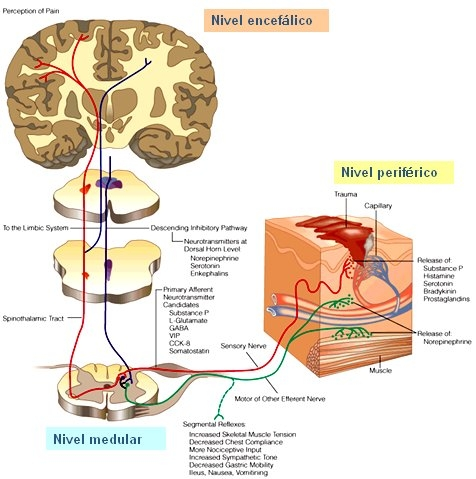 Perception of Pain
Nivel encefálico
Nivel periférico
Trauma
Capillary
Release of:
Substance P
Histamine
Serotonin
Bradykinin
Prostaglandins
To the Limbic System
Descending Inhibitory Pathway
Neurotransmitters at
Dorsal Horn Level
Norepinephrine
Serotonin
Enkephalins
Primary Afferent
Neurotransmitter
Candidates
Substance P
L-Glutamate
GABA
VIP
CCK-8
Somatostatin
Spinothalamic Tract
Release of:
Norepinephrine
Sensory Nerve
Muscle
Motor of Other Efferent Nerve
Nivel medular
Segmental Reflexes
Increased Skeletal Muscle Tension
Decreased Chest Compliance
More Nociceptive Input
Increased Sympathetic Tone
Decreased Gastric Mobility
Ileus, Nausea, Vomitining